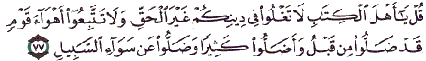 قُلْ يَٰٓأَهْلَ ٱلْكِتَٰبِ لَا تَغْلُوا۟ فِى دِينِكُمْ غَيْرَ ٱلْحَقِّ وَلَا تَتَّبِعُوٓا۟ أَهْوَآءَ قَوْمٍ
قَدْ ضَلُّوا۟ مِن قَبْلُ وَأَضَلُّوا۟ كَثِيرًا وَضَلُّوا۟ عَن سَوَآءِ ٱلسَّبِيلِ ٧٧